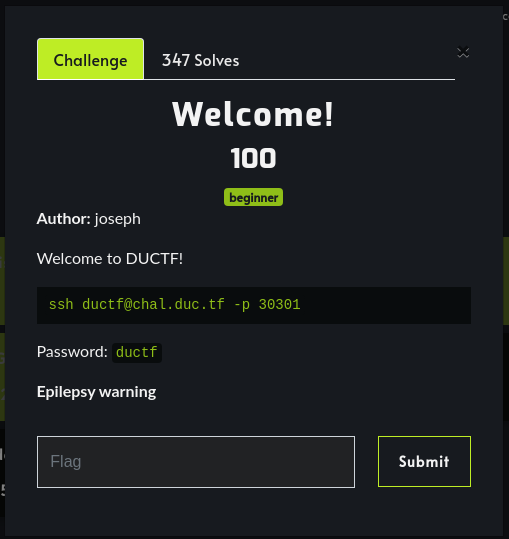 Challenge
347 Solves
Welcome!
100
beginner
Author: joseph
Welcome to DUCTF!
ssh ductf@chal.duc.tf -p 30301
Password: ductf
Epilepsy warning
Flag
Submit